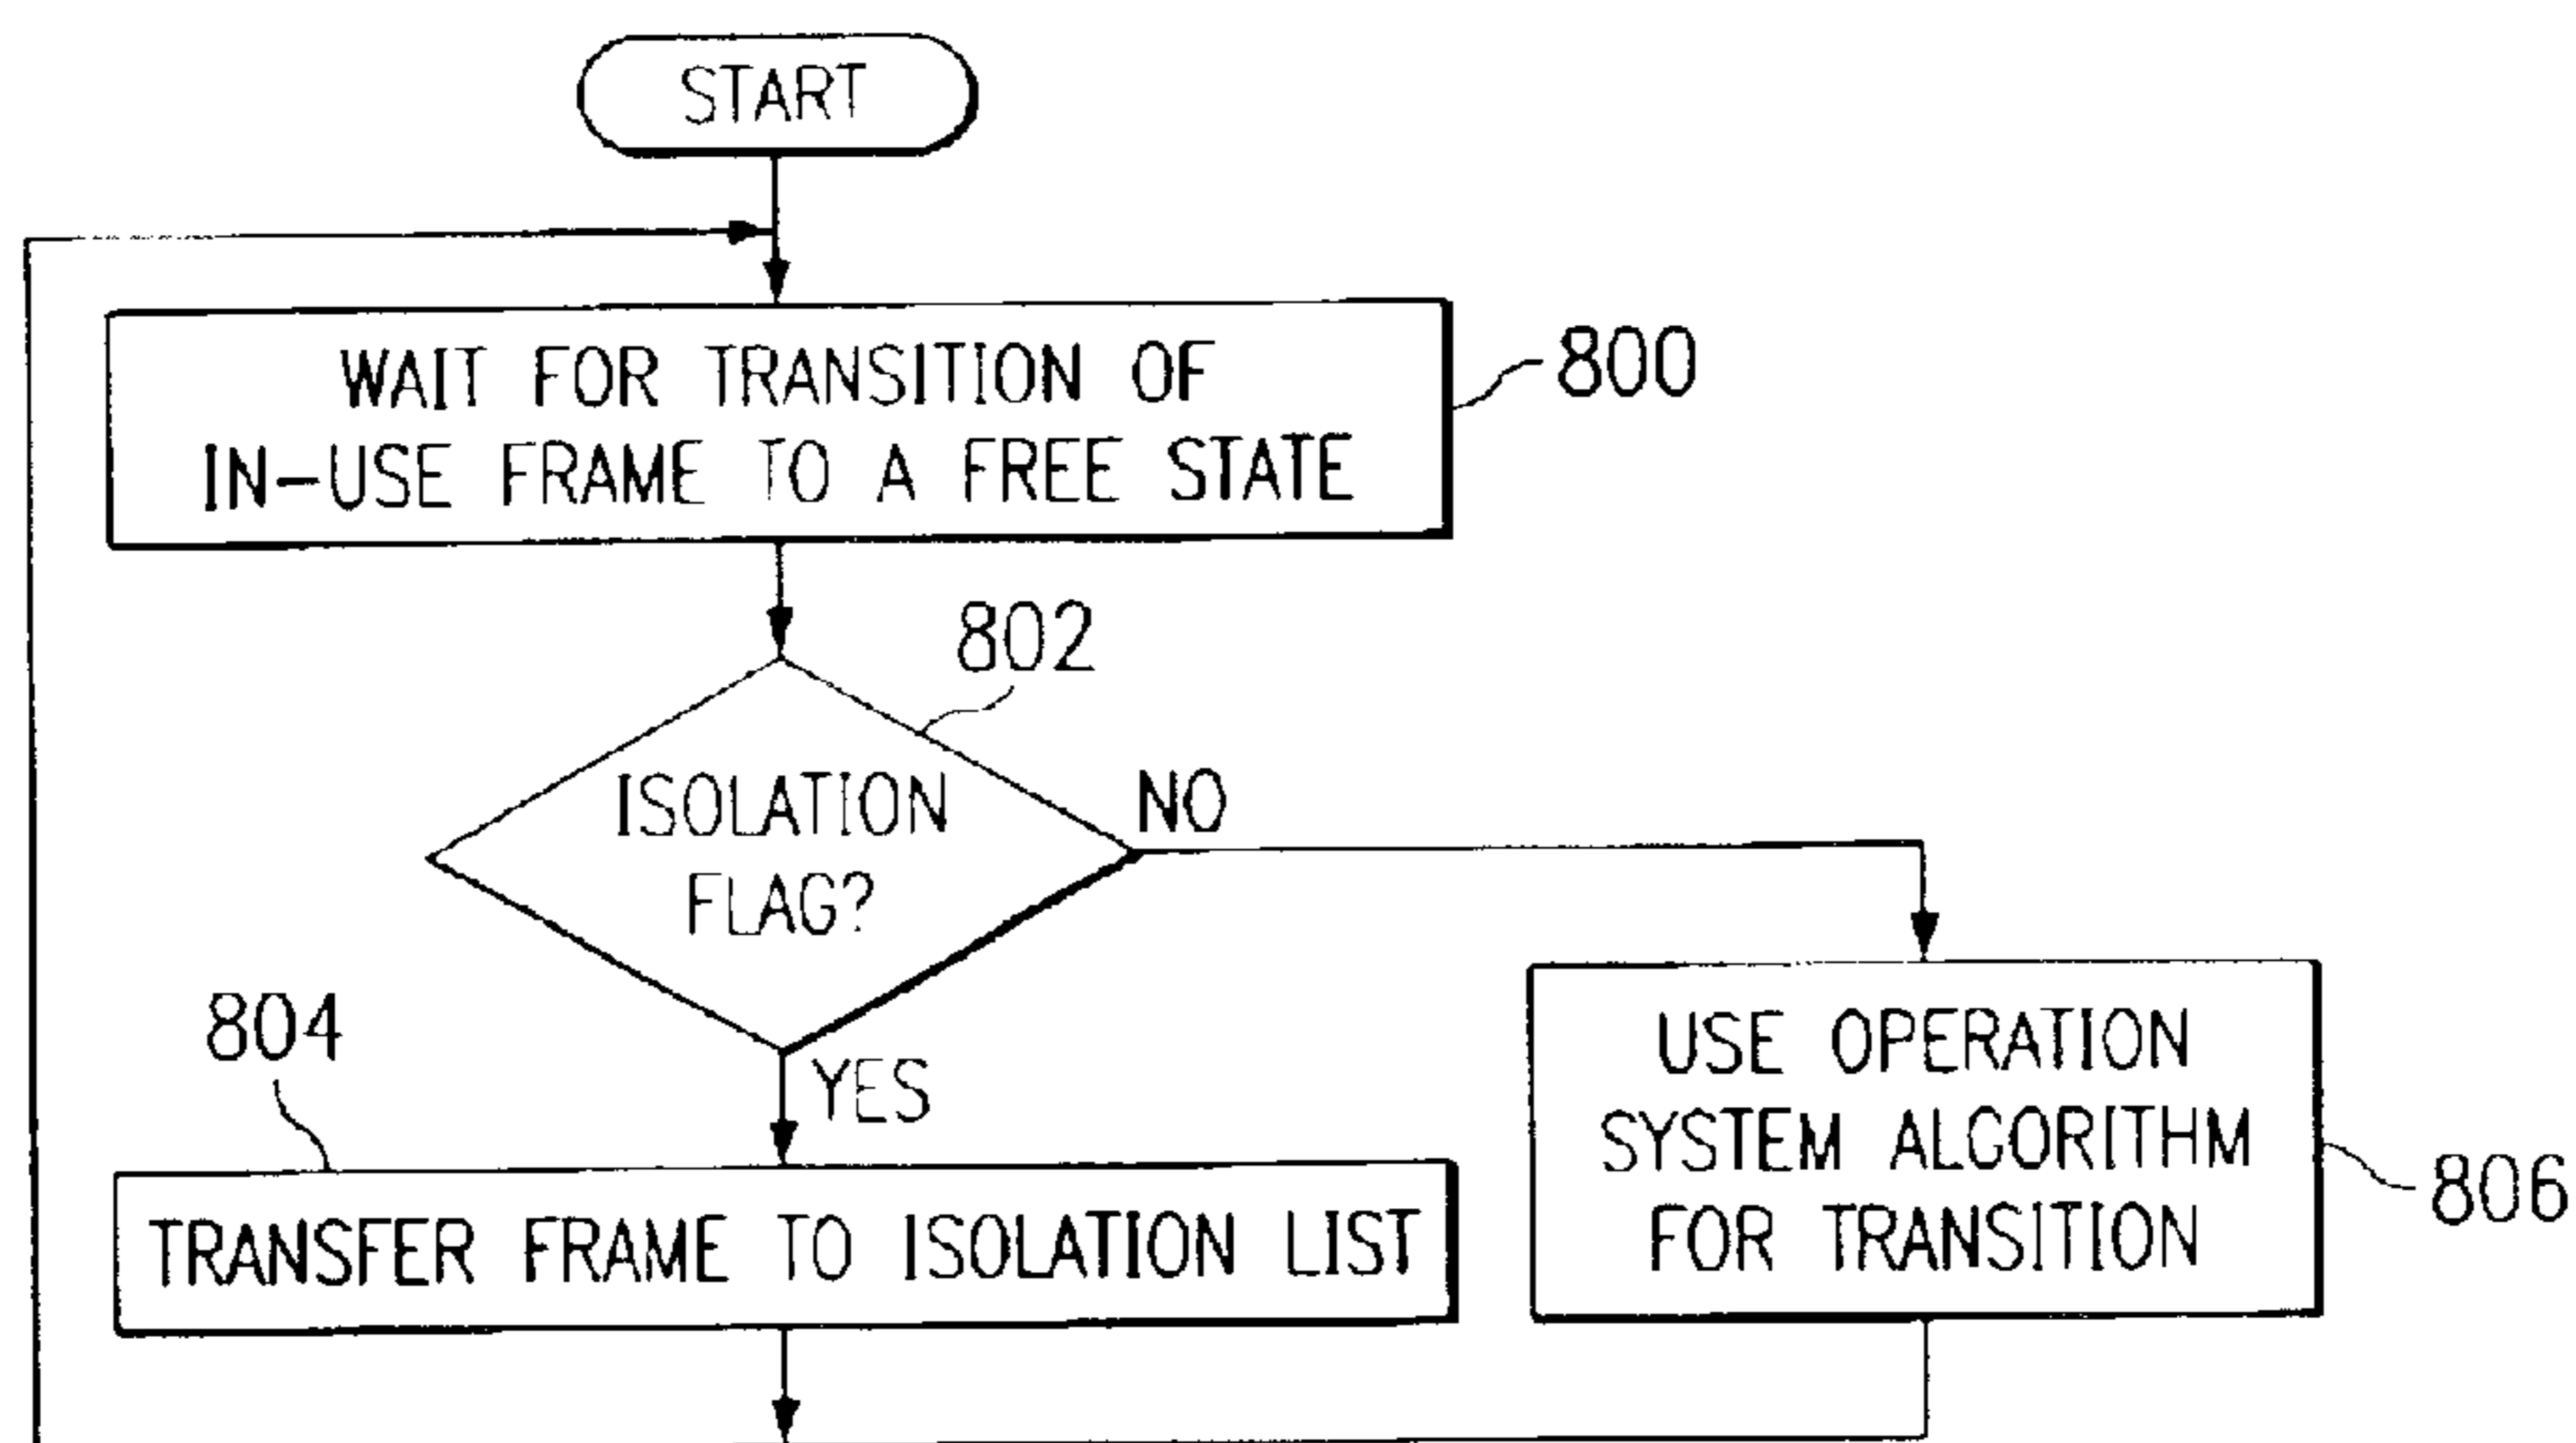 START
WAIT FOR TRANSITION OF
IN-USE FRAME TO A FREE STATE
800
802
ISOLATION
FLAG?
NO
YES
804
TRANSFER FRAME TO ISOLATION LIST
USE OPERATION
SYSTEM ALGORITHM
FOR TRANSITION
806